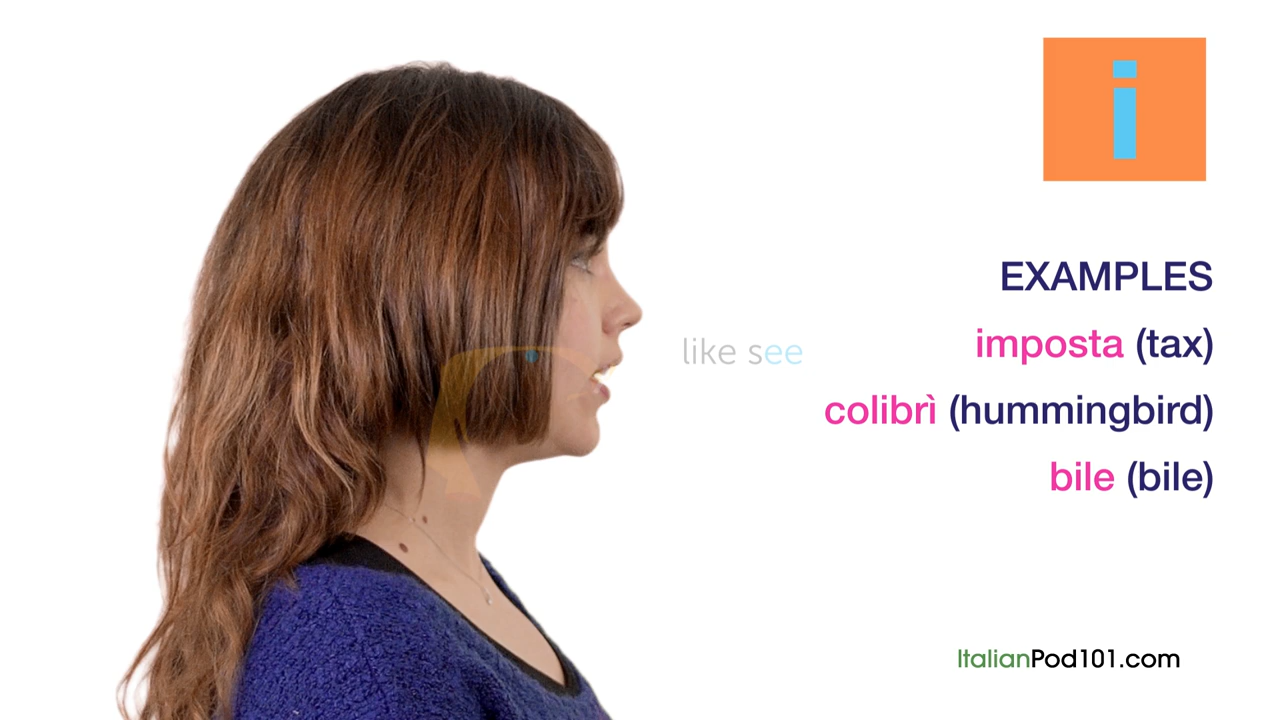 i
EXAMPLES
imposta (tax)
like see
colibrì (hummingbird)
bile (bile)
ItalianPod101.com